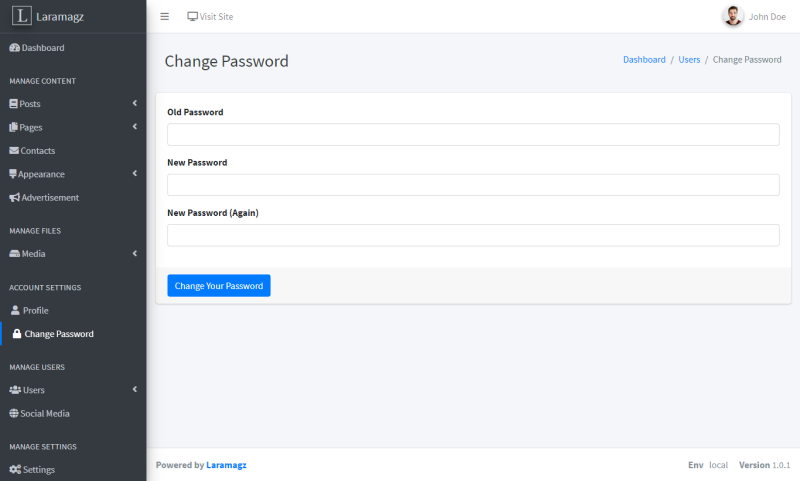 L Laramagz
Visit Site
John Doe
Dashboard
MANAGE CONTENT
Posts
Pages
Contacts
Appearance
Advertisement
MANAGE FILES
Media
ACCOUNT SETTINGS
Profile
Change Password
MANAGE USERS
Users
Social Media
MANAGE SETTINGS
Settings
Change Password
Dashboard / Users / Change Password
Old Password
New Password
New Password (Again)
Change Your Password
Powered by Laramagz
Env local Version 1.0.1